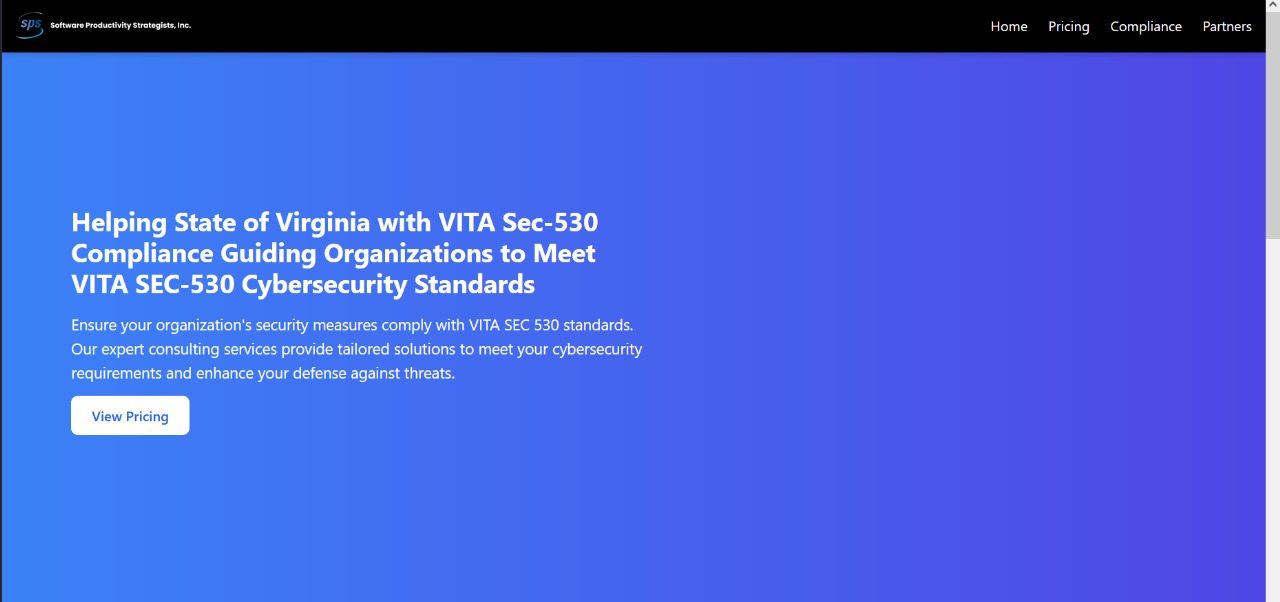 sps Software Productivity Strategists, Inc.
Home Pricing Compliance Partners
Helping State of Virginia with VITA Sec-530
Compliance Guiding Organizations to Meet
VITA SEC-530 Cybersecurity Standards
Ensure your organization's security measures comply with VITA SEC 530 standards.
Our expert consulting services provide tailored solutions to meet your cybersecurity
requirements and enhance your defense against threats.
View Pricing